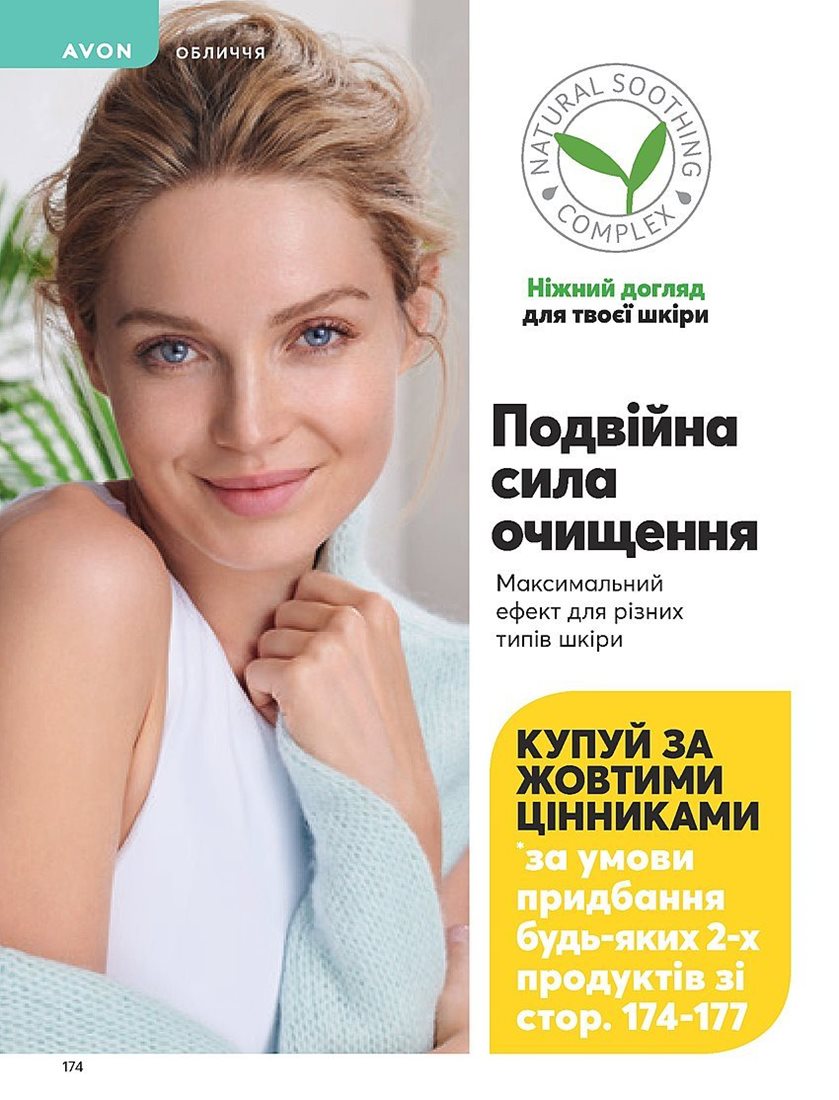 AVON
ОБЛИЧЧЯ
NATURAL SOOTHING
COMPLEX
Ніжний догляд
для твоєї шкіри
Подвійна
сила
очищення
Максимальний
ефект для різних
типів шкіри
КУПУЙ ЗА
ЖОВТИМИ
ЦІННИКАМИ
*за умови
придбання
будь-яких 2-х
продуктів зі
стор. 174-177
174